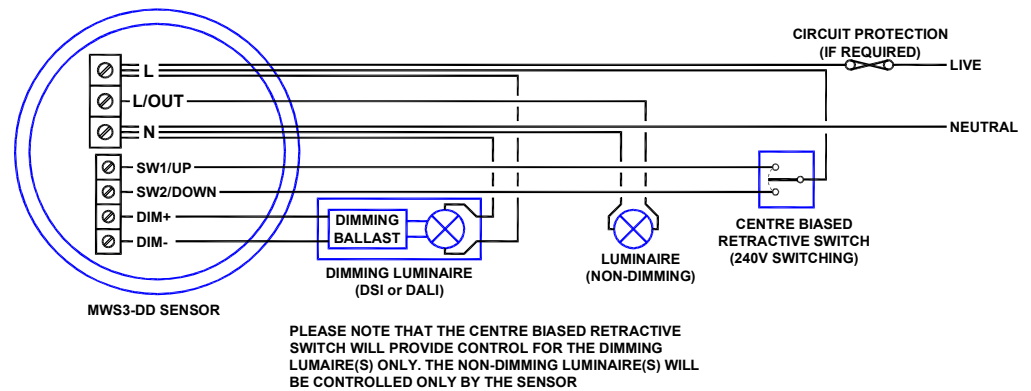 CIRCUIT PROTECTION
(IF REQUIRED)
LIVE
L
L/OUT
N
NEUTRAL
SW1/UP
SW2/DOWN
DIM+
DIM-
DIMMING
BALLAST
DIMMING LUMINAIRE
(DSI or DALI)
LUMINAIRE
(NON-DIMMING)
CENTRE BIASED
RETRACTIVE SWITCH
(240V SWITCHING)
MWS3-DD SENSOR
PLEASE NOTE THAT THE CENTRE BIASED RETRACTIVE
SWITCH WILL PROVIDE CONTROL FOR THE DIMMING
LUMAIRE(S) ONLY. THE NON-DIMMING LUMINAIRE(S) WILL
BE CONTROLLED ONLY BY THE SENSOR